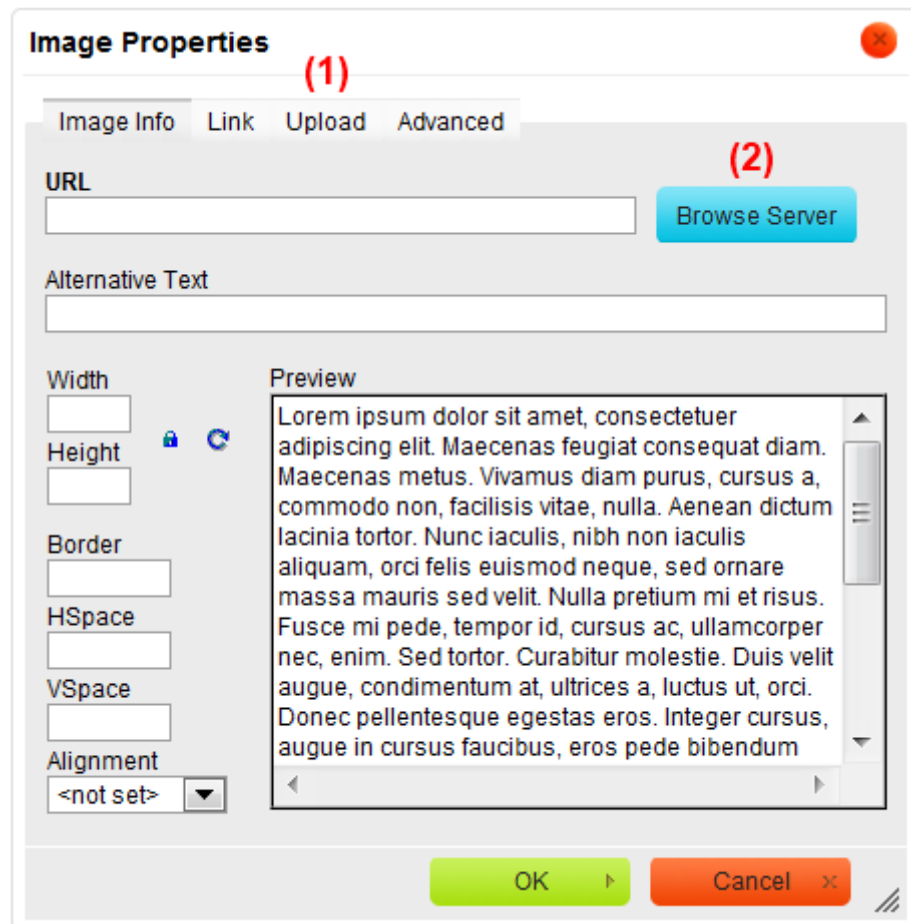 Image Properties
(1)
Image Info Link Upload Advanced
(2)
URL
Browse Server
Alternative Text
Width
Height
Border
HSpace
VSpace
Alignment
<not set>
Preview
Lorem ipsum dolor sit amet, consectetuer
adipiscing elit. Maecenas feugiat consequat diam.
Maecenas metus. Vivamus diam purus, cursus a,
commodo non, facilisis vitae, nulla. Aenean dictum
lacinia tortor. Nunc iaculis, nibh non iaculis
aliquam, orci felis euismod neque, sed ornare
massa mauris sed velit. Nulla pretium mi et risus.
Fusce mi pede, tempor id, cursus ac, ullamcorper
nec, enim. Sed tortor. Curabitur molestie. Duis velit
augue, condimentum at, ultrices a, luctus ut, orci.
Donec pellentesque egestas eros. Integer cursus,
augue in cursus faucibus, eros pede bibendum
OK
Cancel